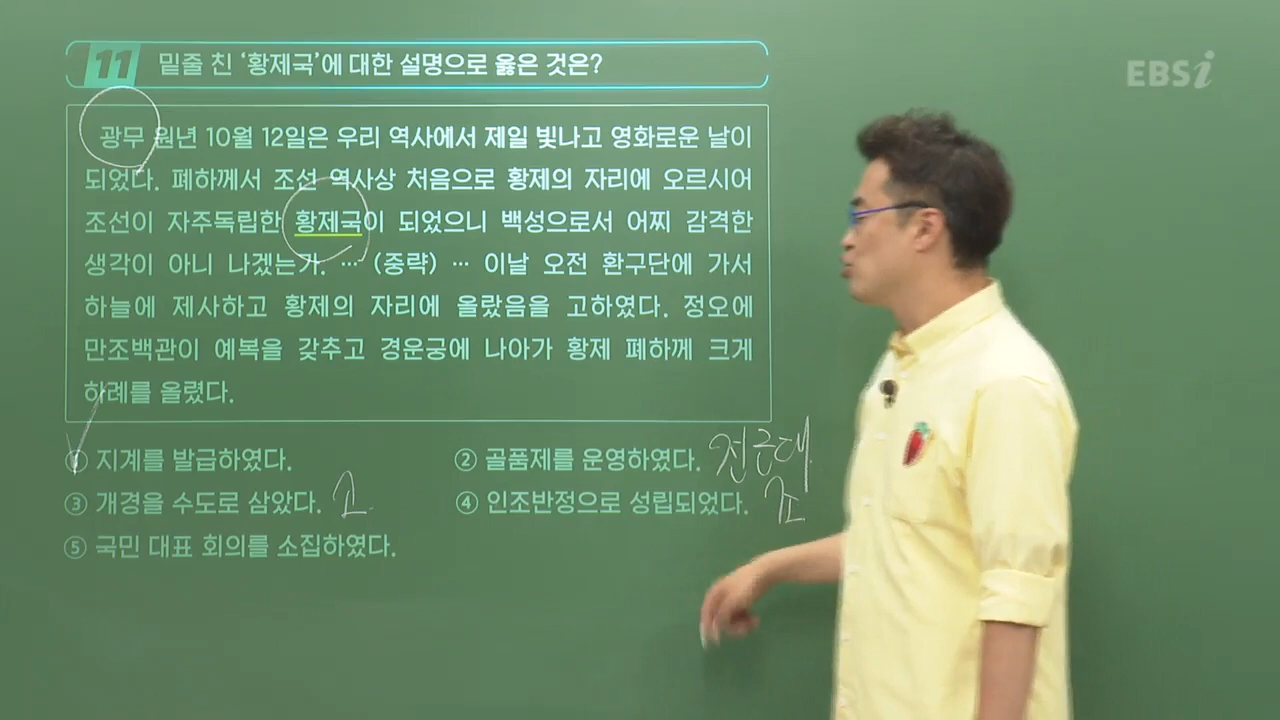 EBSi
11 밑줄 친 ‘황제국’에 대한 설명으로 옳은 것은?
광무 원년 10월 12일은 우리 역사에서 제일 빛나고 영화로운 날이
되었다. 폐하께서 조선 역사상 처음으로 황제의 자리에 오르시어
조선이 자주독립한 황제국이 되었으니 백성으로서 어찌 감격한
생각이 아니 나겠는가. … (중략) … 이날 오전 환구단에 가서
하늘에 제사하고 황제의 자리에 올랐음을 고하였다. 정오에
만조백관이 예복을 갖추고 경운궁에 나아가 황제 폐하께 크게
하례를 올렸다.
① 지계를 발급하였다.
② 골품제를 운영하였다. 전근대
③ 개경을 수도로 삼았다. 고
④ 인조반정으로 성립되었다. 조
⑤ 국민 대표 회의를 소집하였다.